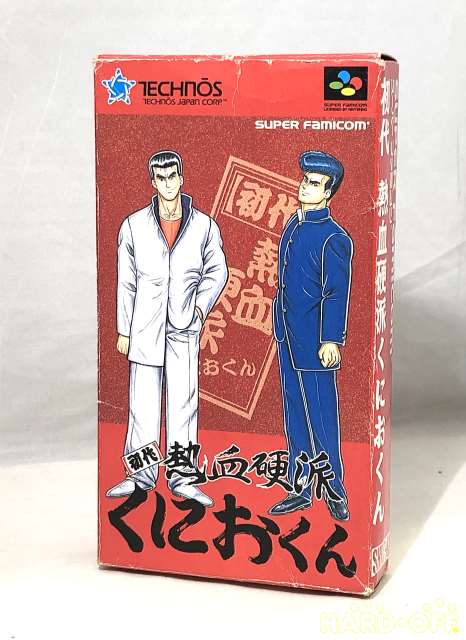 TECHNŌS
TECHNŌS JAPAN CORP.™
SUPER FAMICOM
LICENSED BY NINTENDO
SUPER FAMICOM®
初代
熱血
硬派
くにおくん
初代
熱血硬派
くにおくん
初代 熱血硬派くにおくん
HARD・OFF